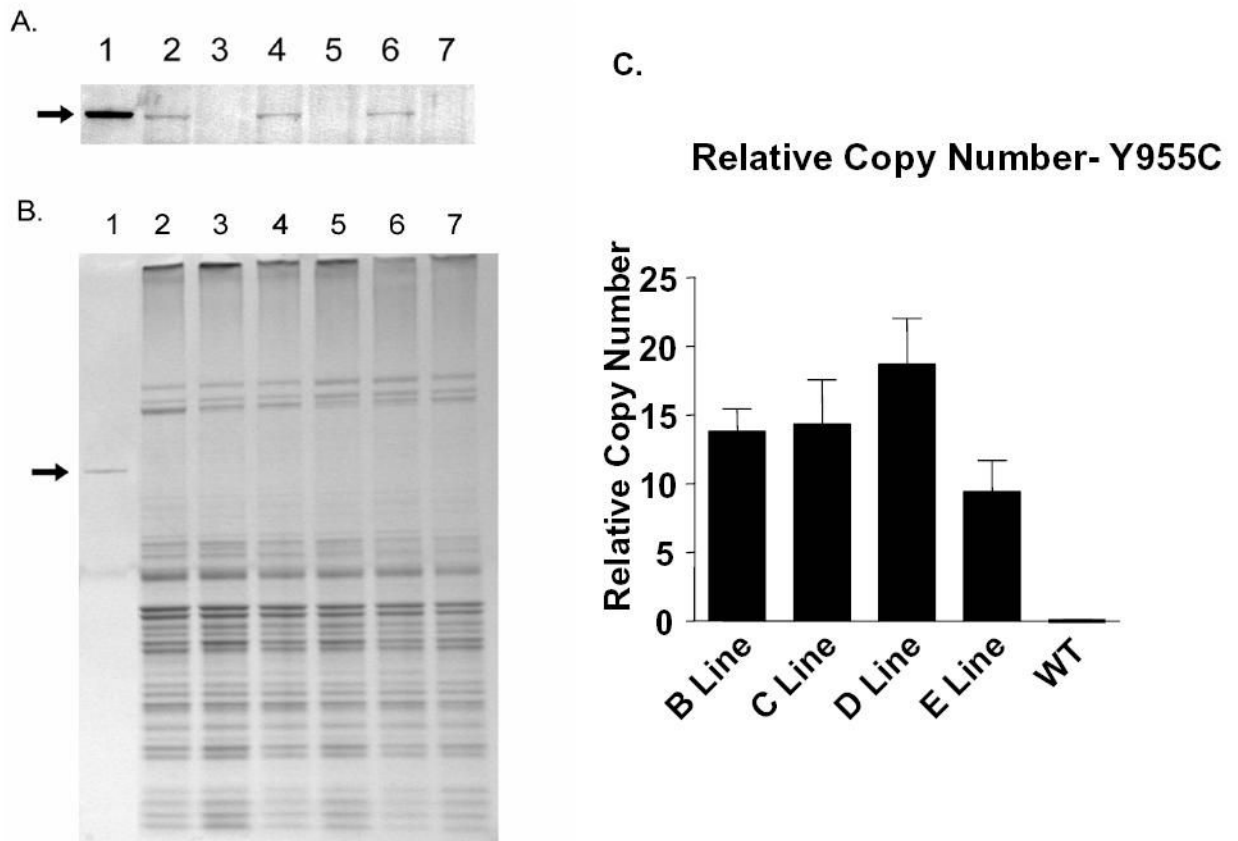 A.
1 2 3 4 5 6 7
B.
1 2 3 4 5 6 7
C.
Relative Copy Number- Y955C
Relative Copy Number
25
20
15
10
5
0
B Line
C Line
D Line
E Line
WT